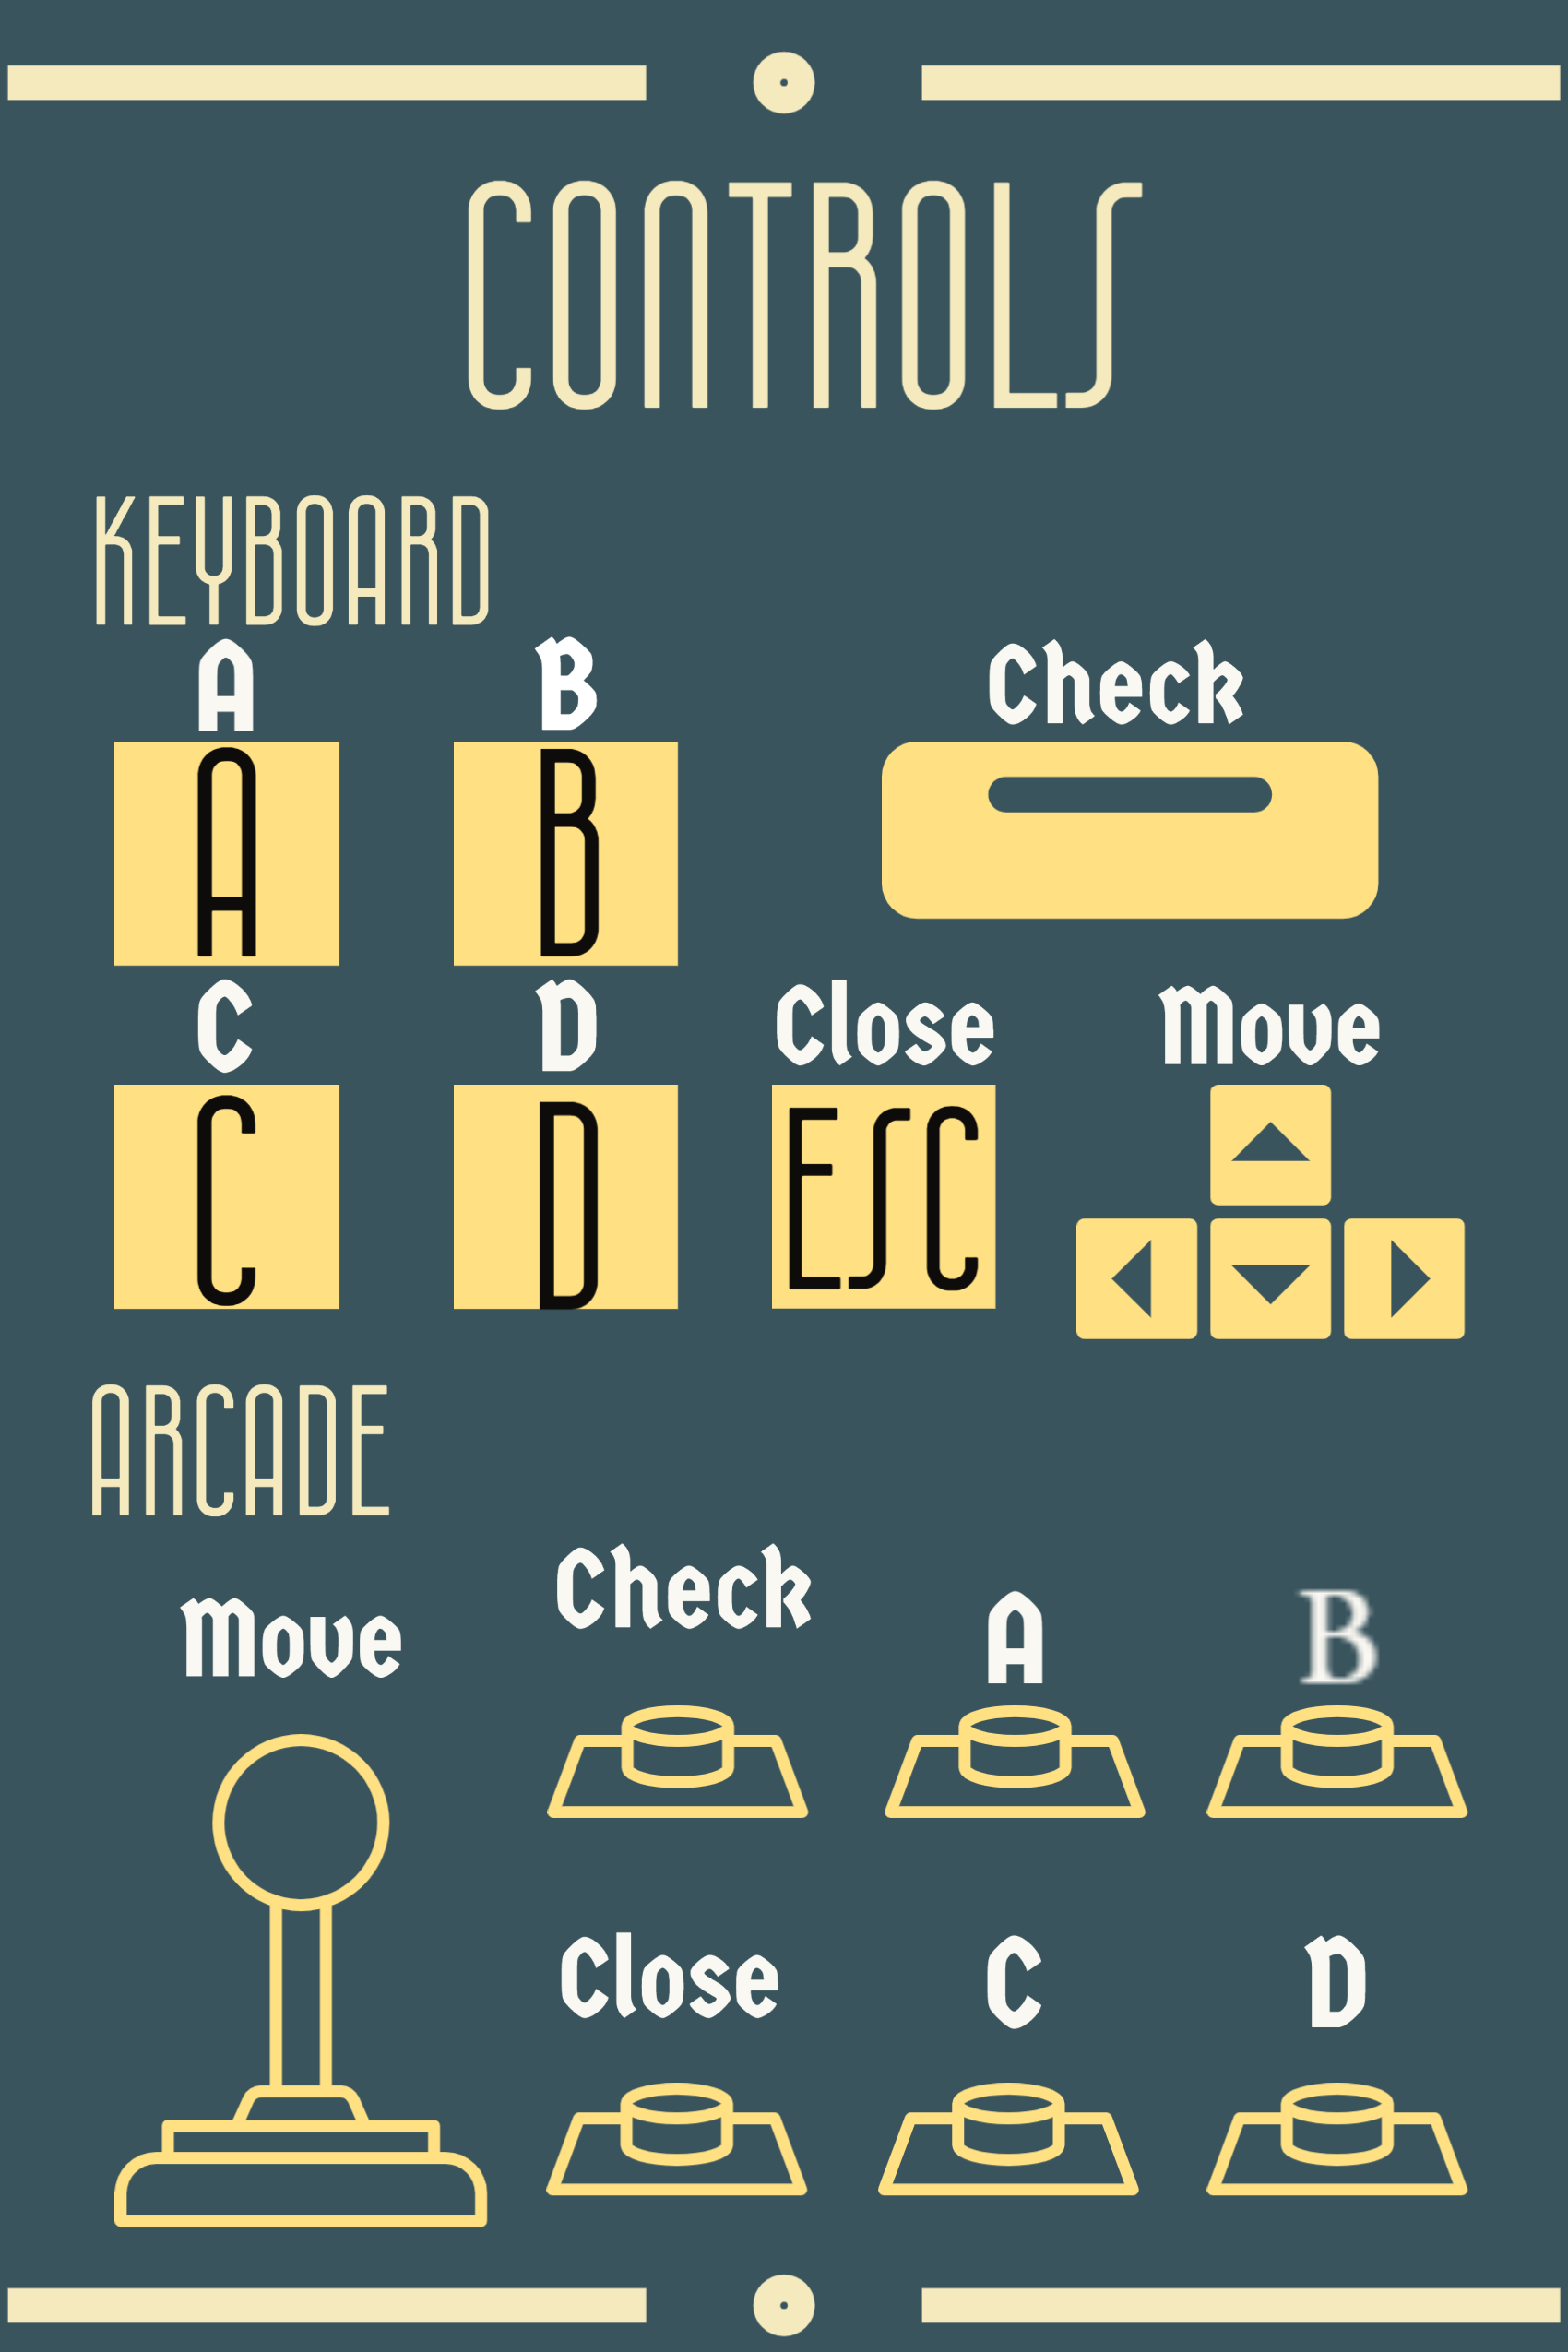 CONTROLS
KEYBOARD
A B Check
A B
C D Close Move
C D ESC
ARCADE
Move Check A B
Close C D